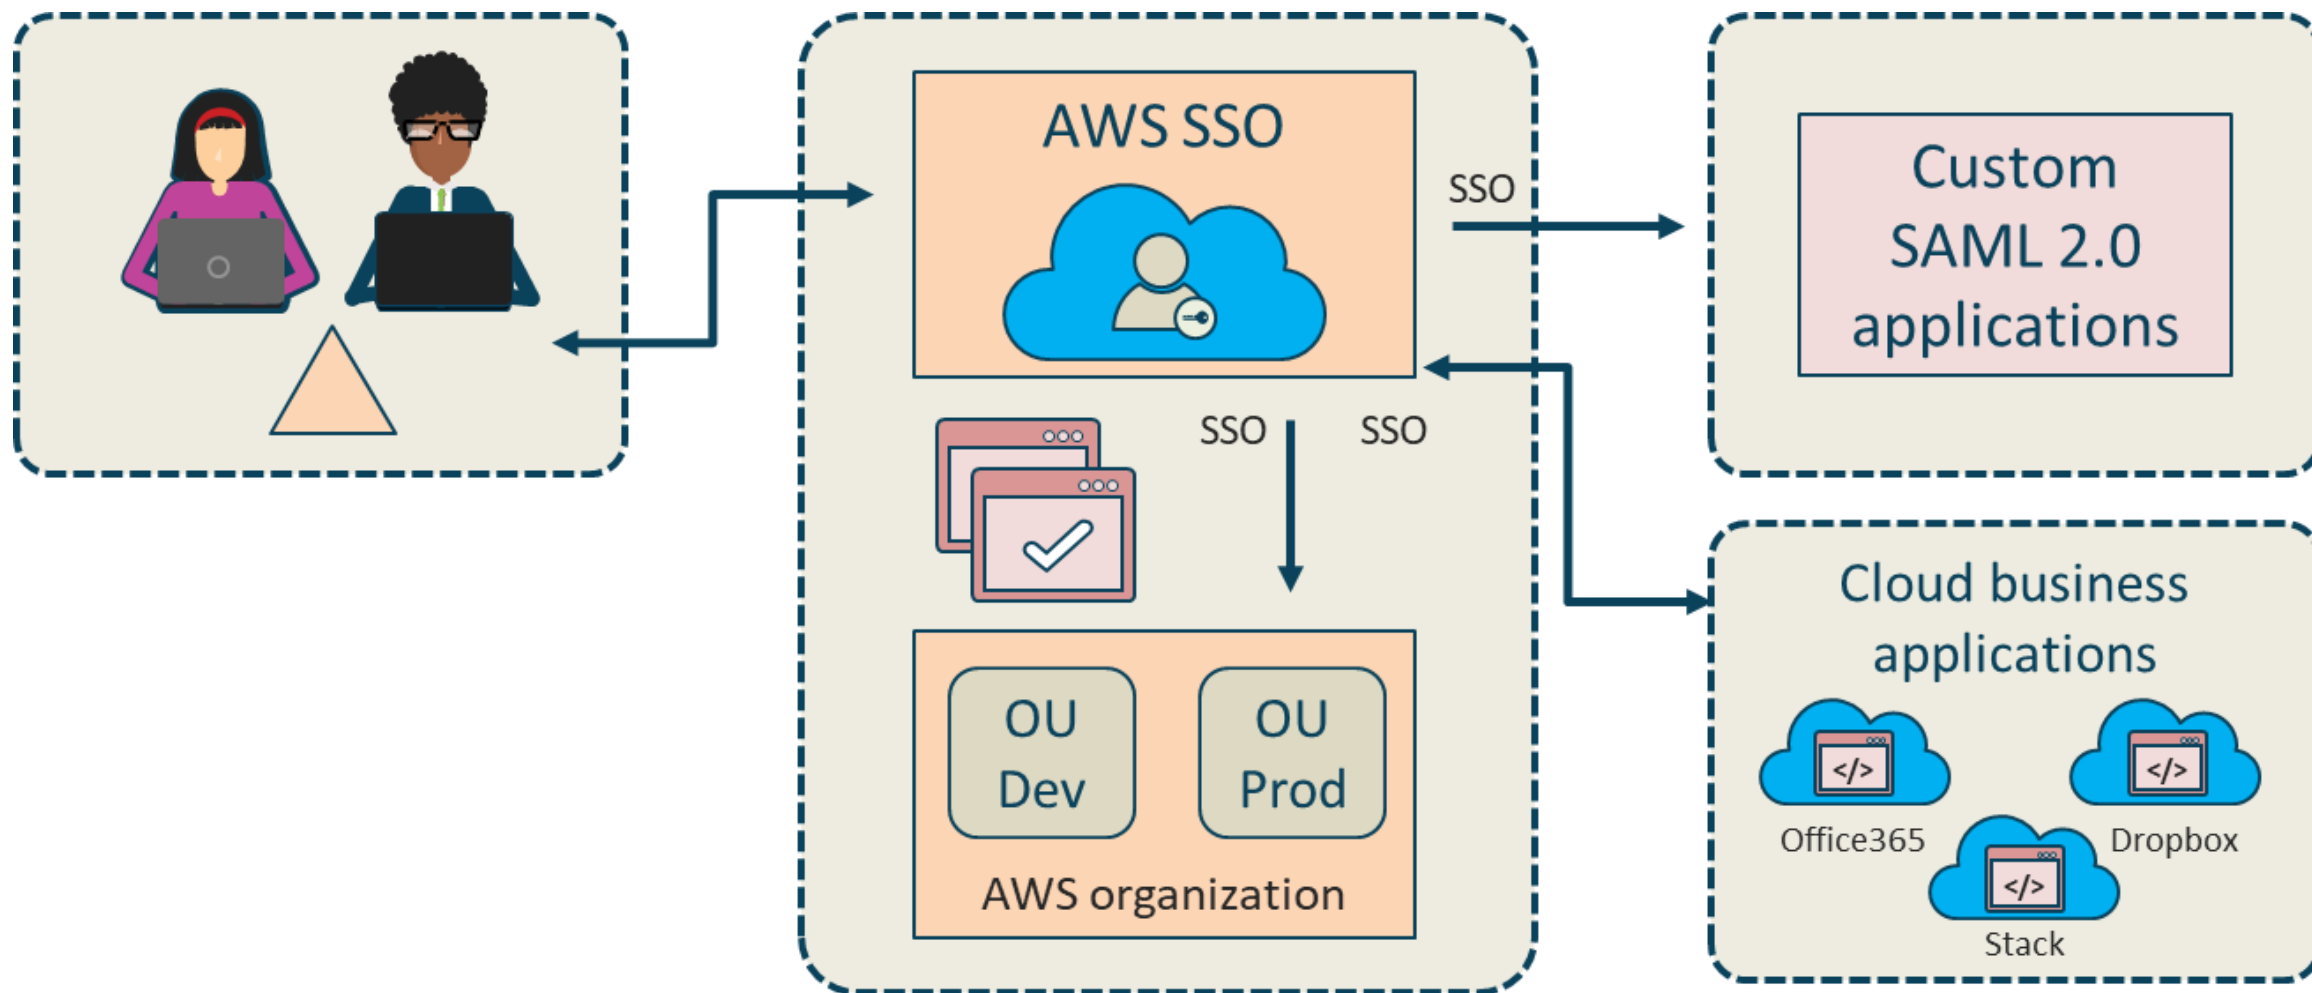 AWS SSO
SSO
Custom
SAML 2.0
applications
SSO
SSO
OU
Dev
OU
Prod
AWS organization
Cloud business
applications
</>
</>
Office365
Dropbox
</>
Stack